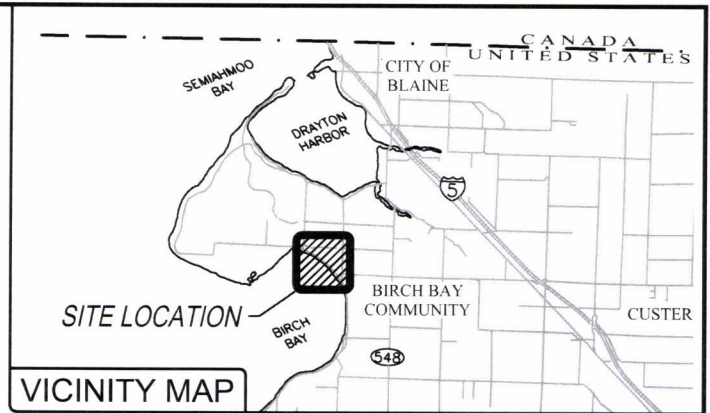 CANADA
UNITED STATES
SEMIAHMOO
BAY
CITY OF
BLAINE
DRAYTON
HARBOR
5
SITE LOCATION
BIRCH BAY
COMMUNITY
CUSTER
BIRCH
BAY
548
VICINITY MAP